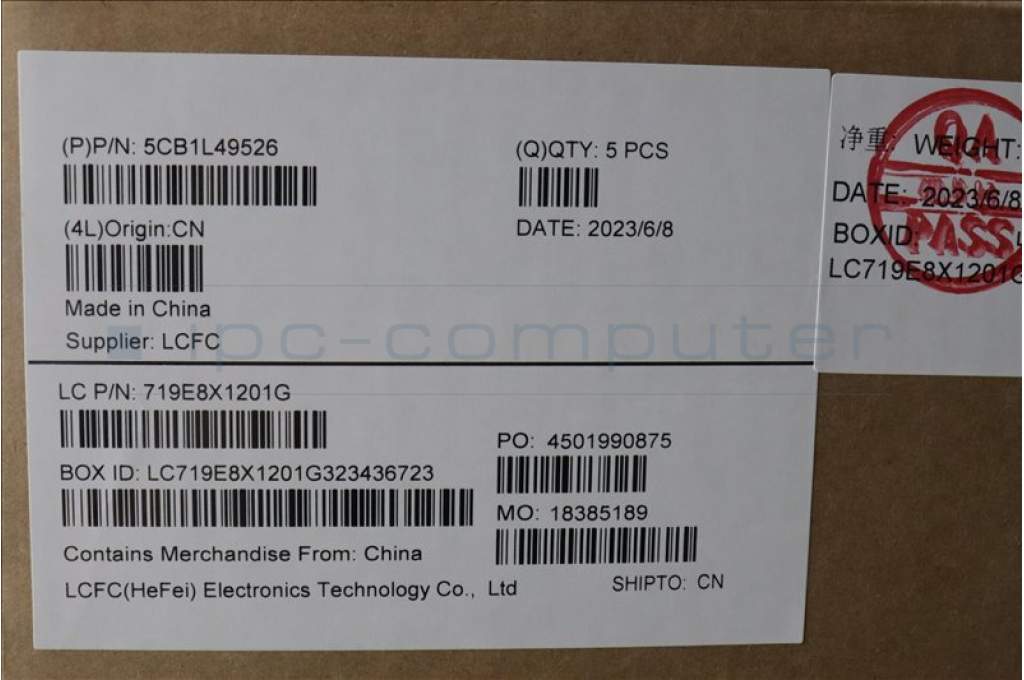 (P)P/N: 5CB1L49526
(Q)QTY: 5 PCS
(4L)Origin:CN
DATE: 2023/6/8
Made in China
Supplier: LCFC
ipc-computer
LC P/N: 719E8X1201G
PO: 4501990875
BOX ID: LC719E8X1201G323436723
MO: 18385189
Contains Merchandise From: China
LCFC(HeFei) Electronics Technology Co., Ltd
SHIPTO: CN
净重: WEIGHT:
DATE: 2023/6/8
BOXID:
LC719E8X1201G
QA
PASS